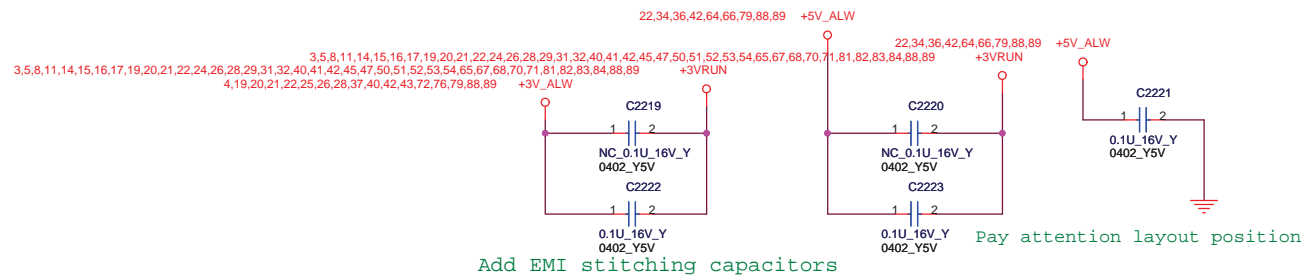 22,34,36,42,64,66,79,88,89 +5V_ALW
22,34,36,42,64,66,79,88,89 +5V_ALW
3,5,8,11,14,15,16,17,19,20,21,22,24,26,28,29,31,32,40,41,42,45,47,50,51,52,53,54,65,67,68,70,71,81,82,83,84,88,89
+3VRUN
3,5,8,11,14,15,16,17,19,20,21,22,24,26,28,29,31,32,40,41,42,45,47,50,51,52,53,54,65,67,68,70,71,81,82,83,84,88,89
+3VRUN
4,19,20,21,22,25,26,28,37,40,42,43,72,76,79,88,89
+3V_ALW
C2219
1 2
NC_0.1U_16V_Y
0402_Y5V
C2222
1 2
0.1U_16V_Y
0402_Y5V
C2220
1 2
NC_0.1U_16V_Y
0402_Y5V
C2223
1 2
0.1U_16V_Y
0402_Y5V
C2221
1 2
0.1U_16V_Y
0402_Y5V
Pay attention layout position
Add EMI stitching capacitors